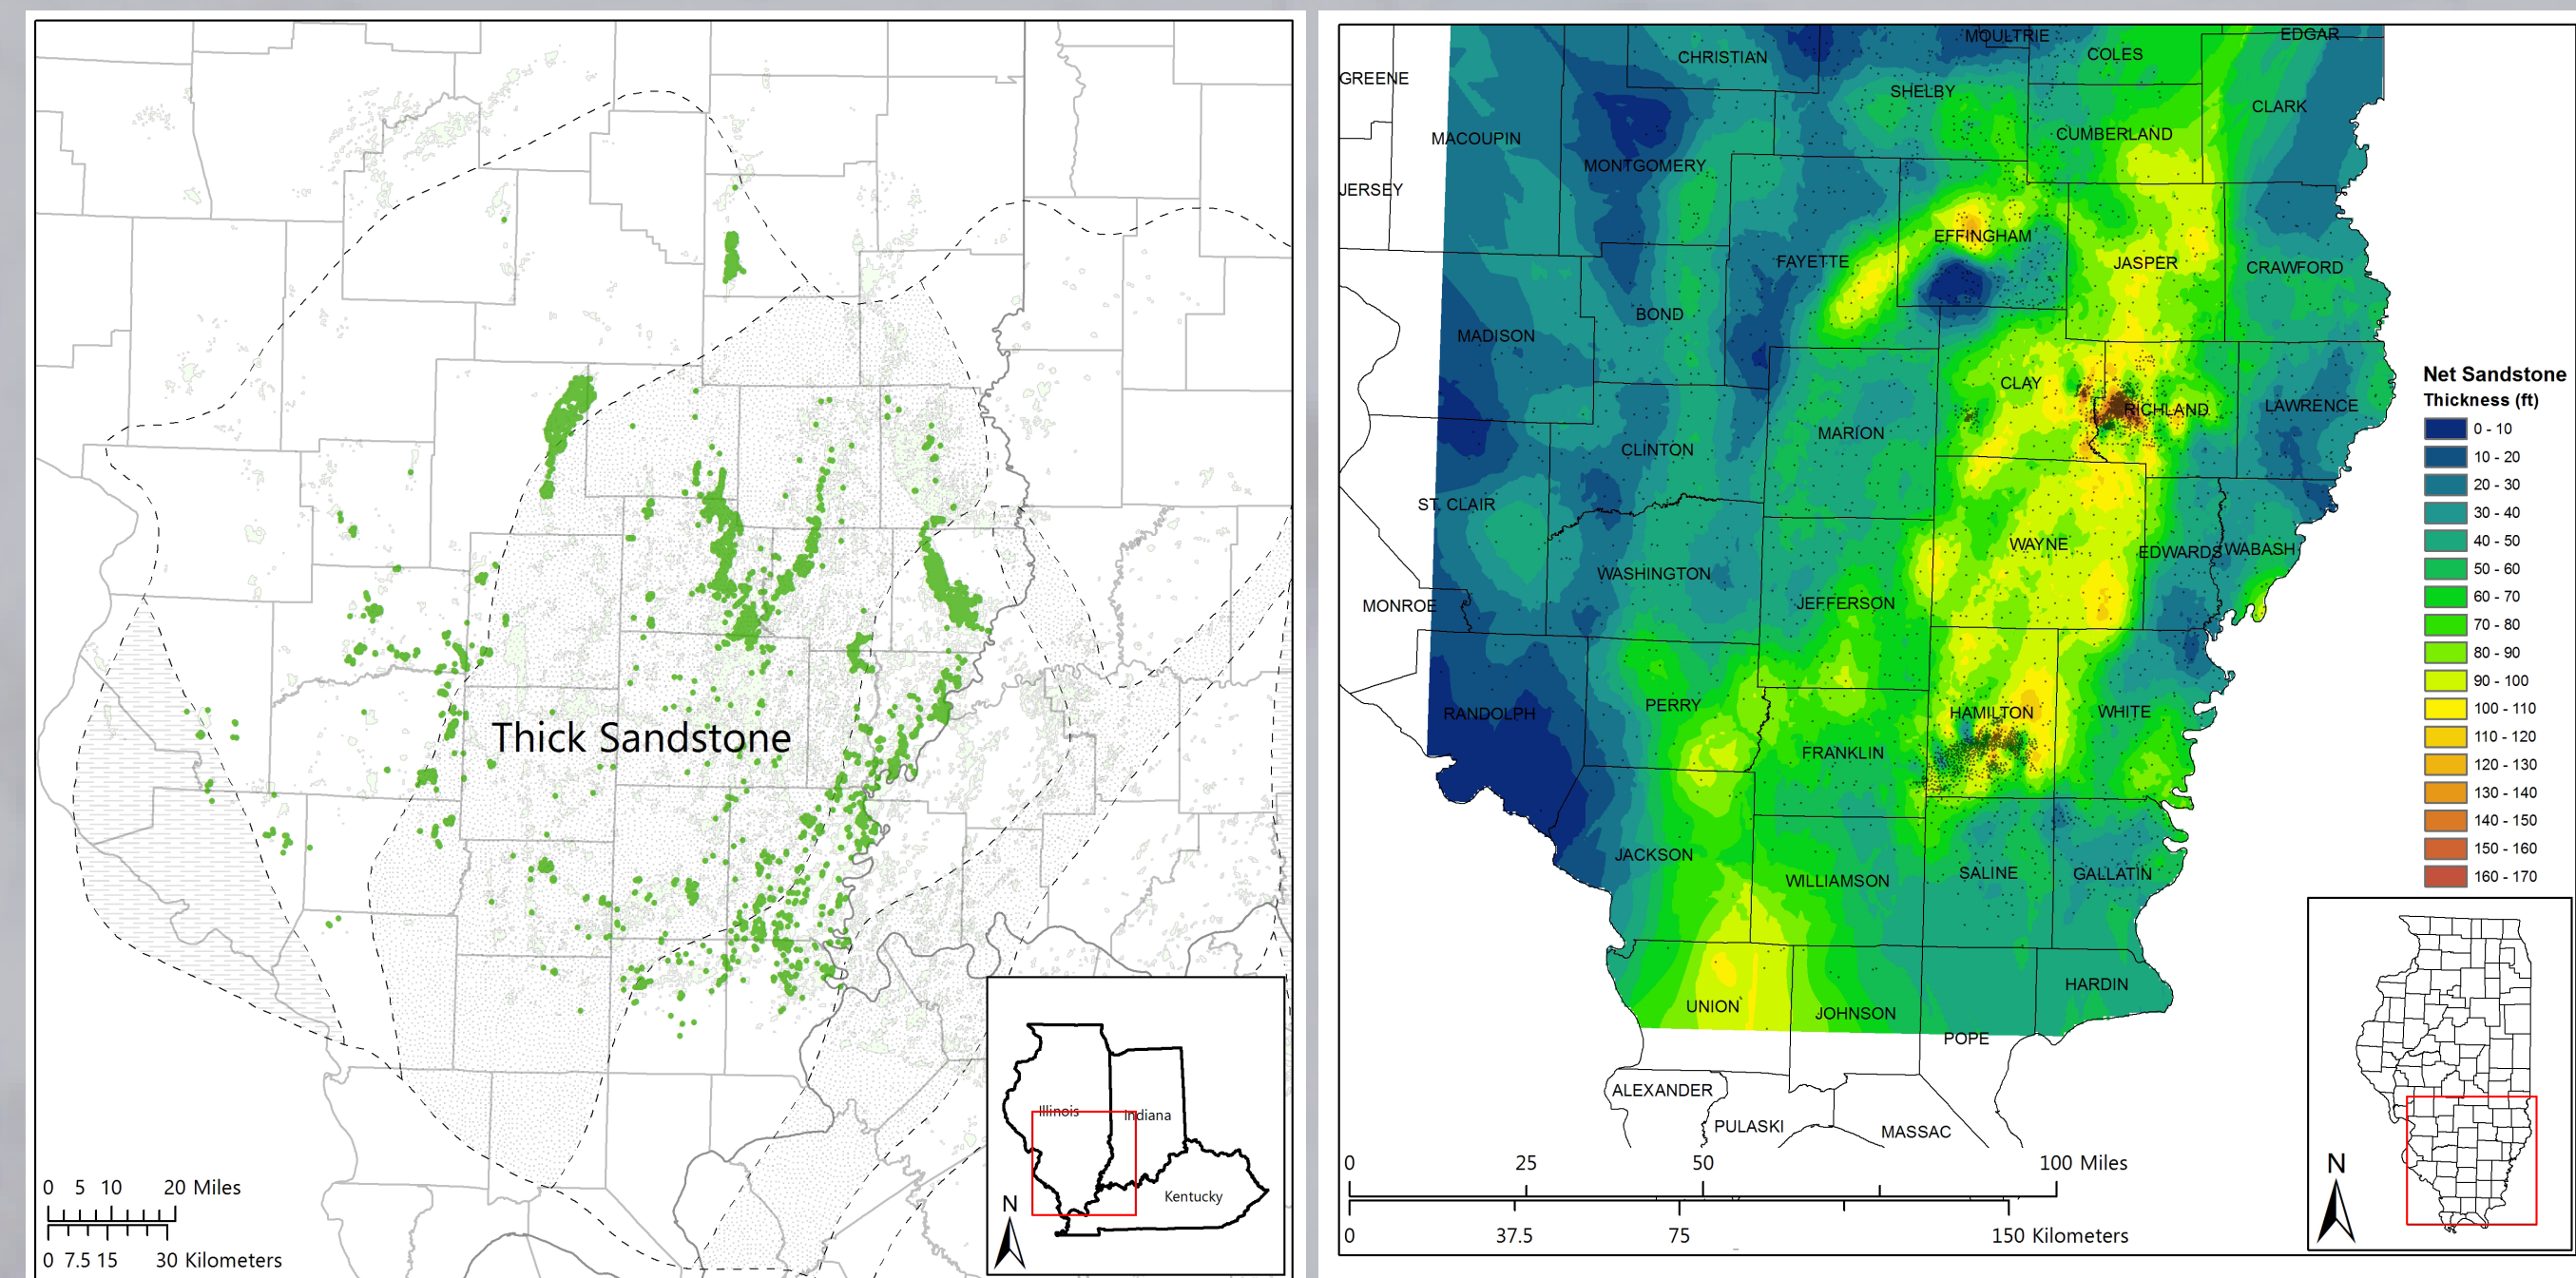 Thick Sandstone
0 5 10 20 Miles
0 7.5 15 30 Kilometers
Illinois
Indiana
Kentucky
N
MOULTRIE
EDGAR
CHRISTIAN
COLES
GREENE
SHELBY
CLARK
MACOUPIN
CUMBERLAND
MONTGOMERY
JERSEY
EFFINGHAM
FAYETTE
JASPER
CRAWFORD
BOND
MADISON
CLAY
RICHLAND
LAWRENCE
MARION
CLINTON
ST. CLAIR
WAYNE
EDWARDS
WABASH
WASHINGTON
JEFFERSON
MONROE
PERRY
RANDOLPH
HAMILTON
WHITE
FRANKLIN
JACKSON
WILLIAMSON
SALINE
GALLATIN
HARDIN
UNION
JOHNSON
POPE
ALEXANDER
PULASKI
MASSAC
0 25 50 100 Miles
0 37.5 75 150 Kilometers
Net Sandstone
Thickness (ft)
0 - 10
10 - 20
20 - 30
30 - 40
40 - 50
50 - 60
60 - 70
70 - 80
80 - 90
90 - 100
100 - 110
110 - 120
120 - 130
130 - 140
140 - 150
150 - 160
160 - 170
N